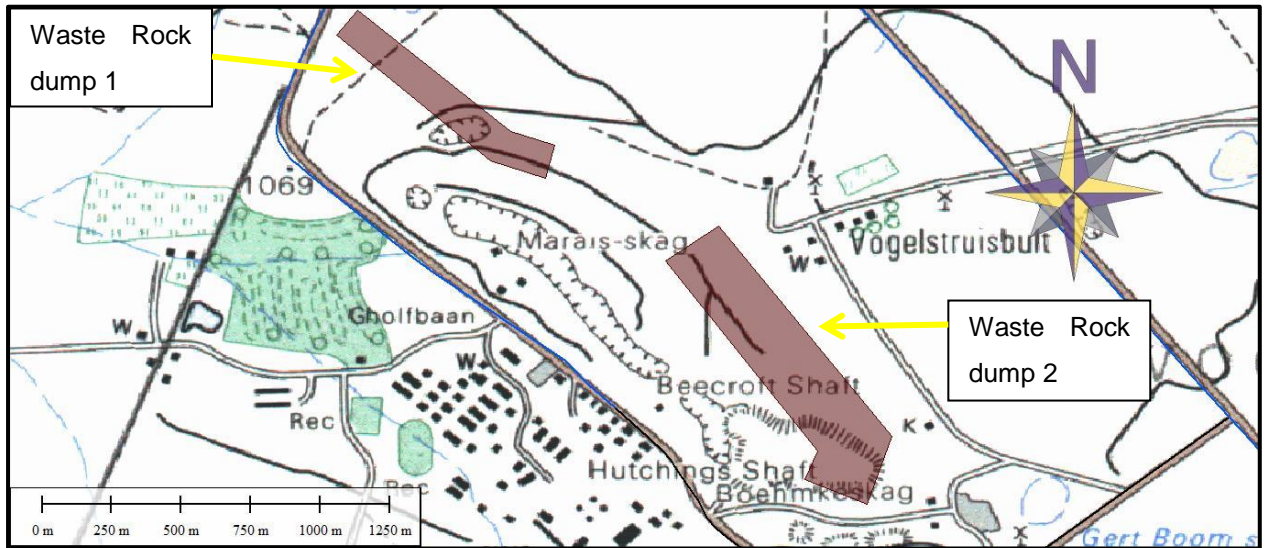 Waste Rock
dump 1
N
1069
Marais-skag
Vogelstruisbult
W
Gholfbaan
W
W
Waste Rock
dump 2
Beecroft Shaft
Rec
K
Hutchings Shaft
Rec
Boehmkeskag
0 m 250 m 500 m 750 m 1000 m 1250 m
Gert Boom s